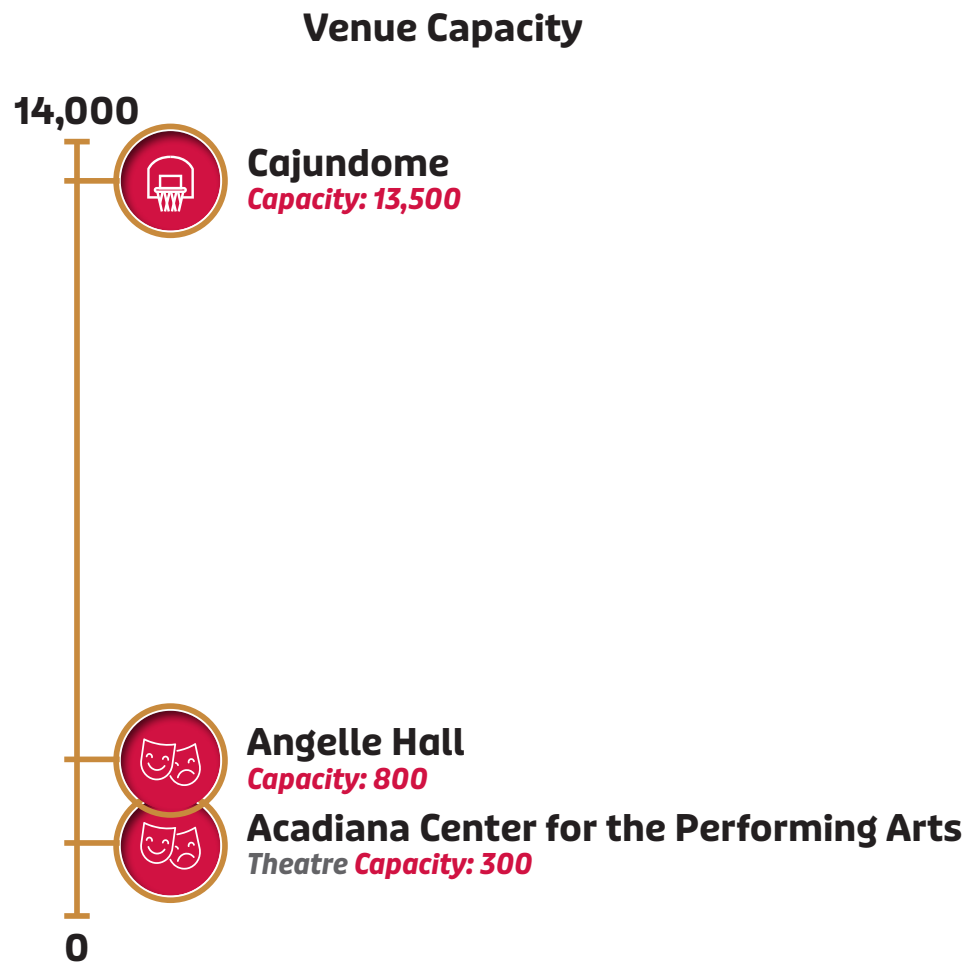 Venue Capacity
14,000
Cajundome
Capacity: 13,500
Angelle Hall
Capacity: 800
Acadiana Center for the Performing Arts
Theatre Capacity: 300
0